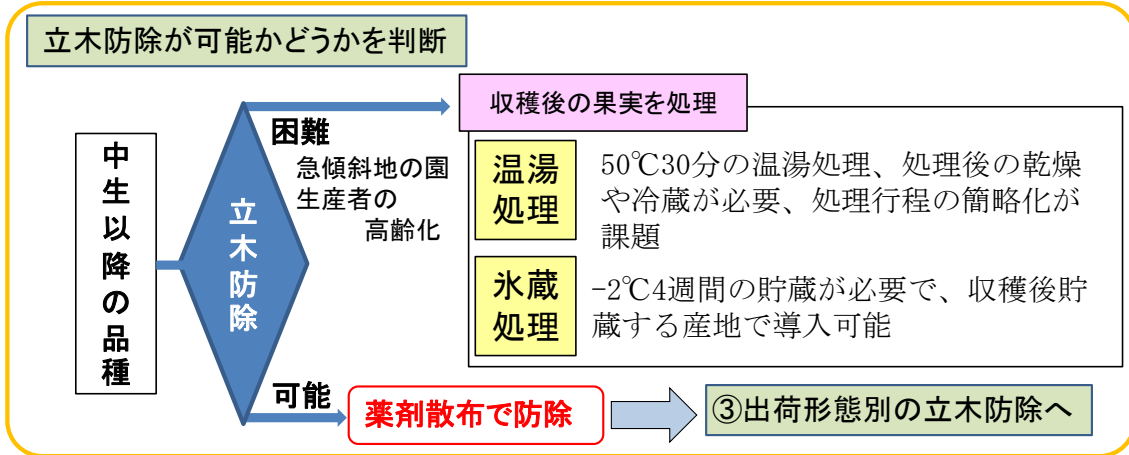 立木防除が可能かどうかを判断
収穫後の果実を処理
困難
急傾斜地の園
生産者の
高齢化
中生以降の品種
立木防除
温湯
処理
50℃30分の温湯処理、処理後の乾燥
や冷蔵が必要、処理行程の簡略化が
課題
氷蔵
処理
-2℃4週間の貯蔵が必要で、収穫後貯
蔵する産地で導入可能
可能
薬剤散布で防除
③出荷形態別の立木防除へ